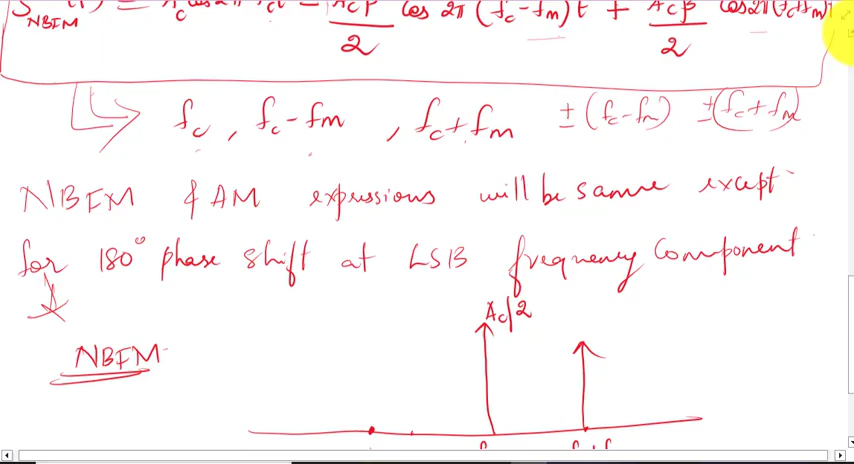 S_NBFM(t) = A_c cos 2π f_c t − A_cβ/2 cos 2π(f_c - f_m)t + A_cβ/2 cos 2π(f_c+f_m)t
f_c , f_c - f_m , f_c + f_m ±(f_c - f_m) ±(f_c + f_m)
NBFM & AM expressions will be same except
for 180° phase shift at LSB frequency component
A_c/2
NBFM